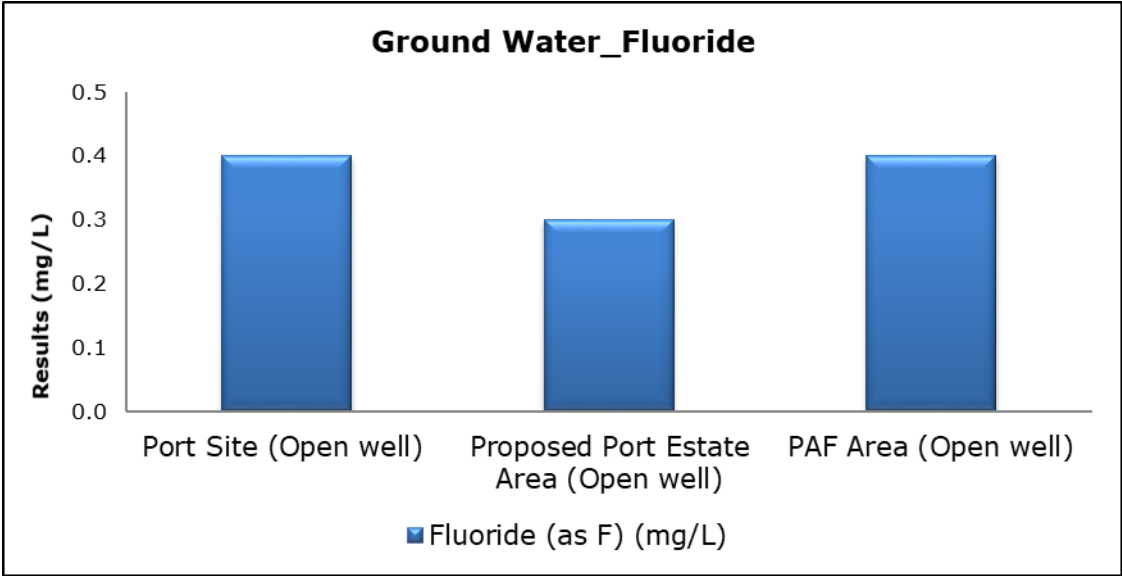 Ground Water_Fluoride
Results (mg/L)
0.5
0.4
0.3
0.2
0.1
0.0
Port Site (Open well)
Proposed Port Estate
Area (Open well)
PAF Area (Open well)
Fluoride (as F) (mg/L)